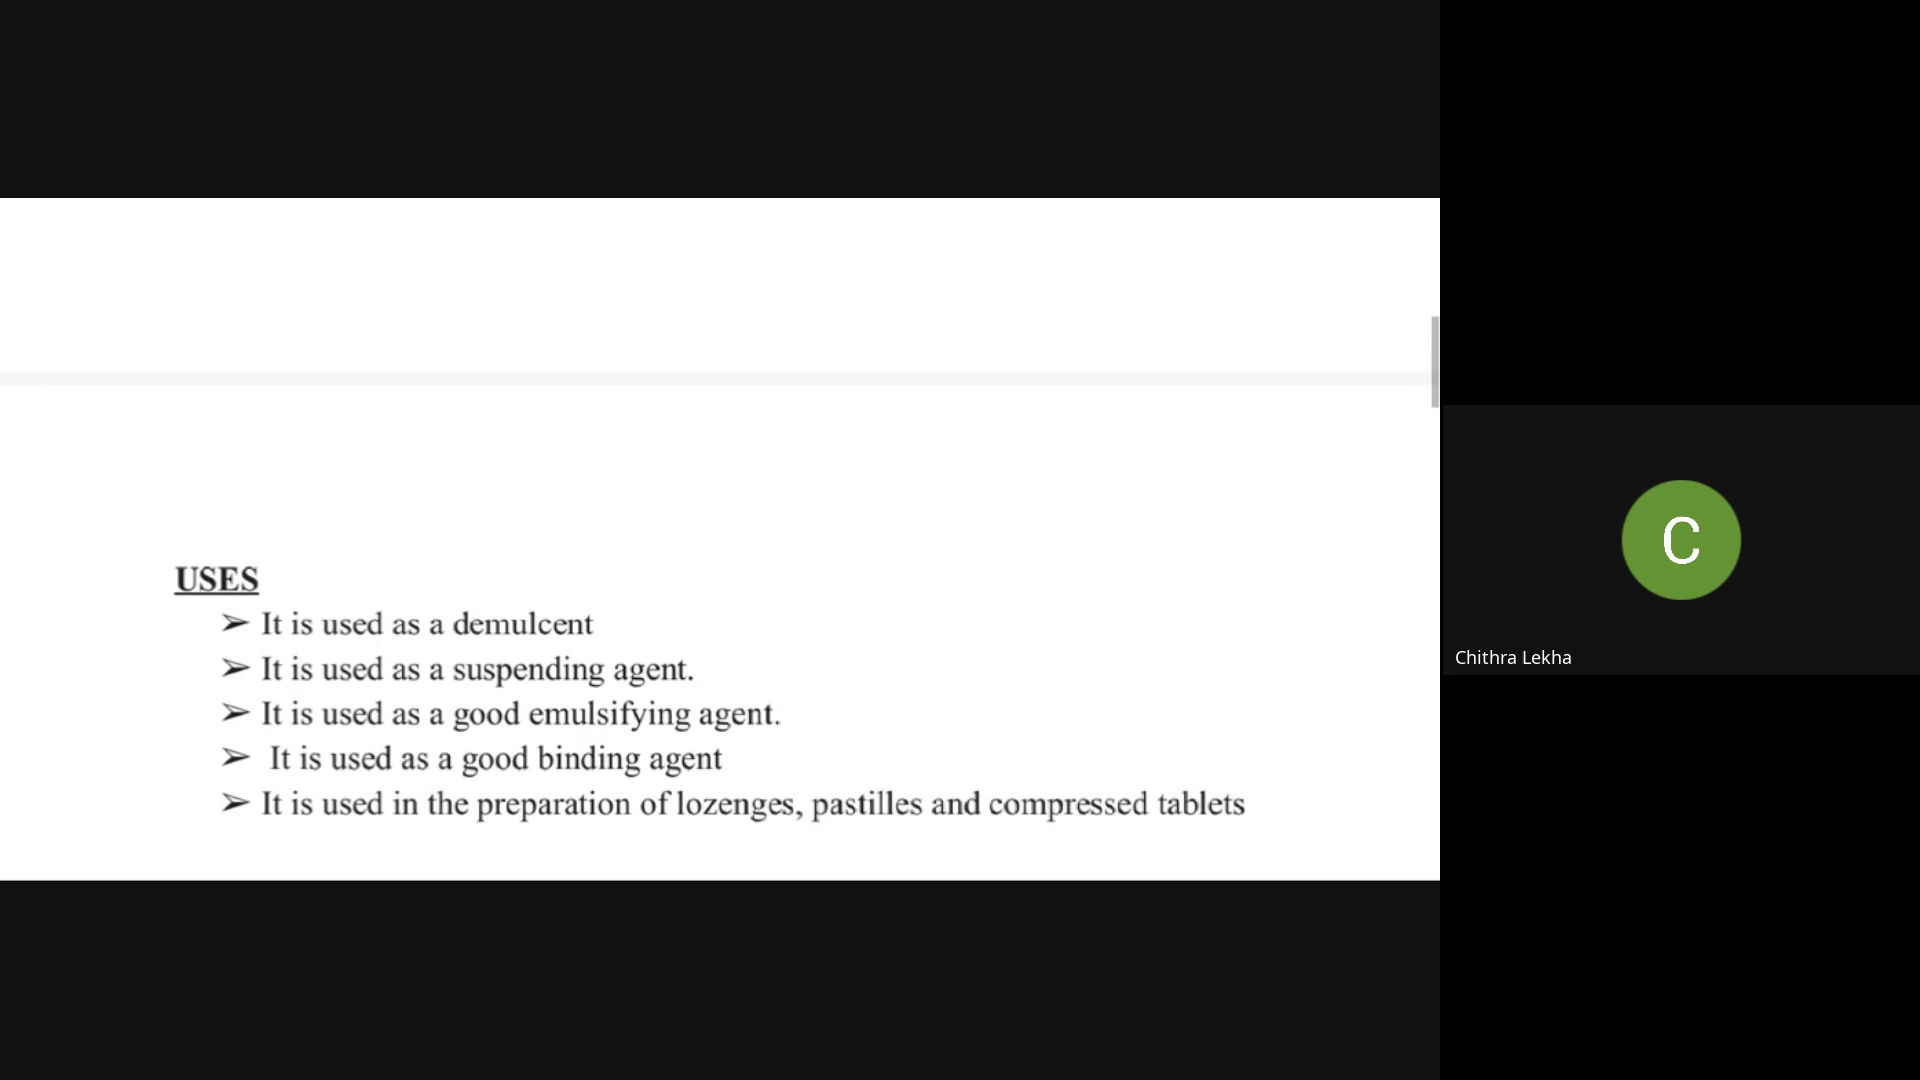 USES
➢ It is used as a demulcent
➢ It is used as a suspending agent.
➢ It is used as a good emulsifying agent.
➢ It is used as a good binding agent
➢ It is used in the preparation of lozenges, pastilles and compressed tablets
C
Chithra Lekha